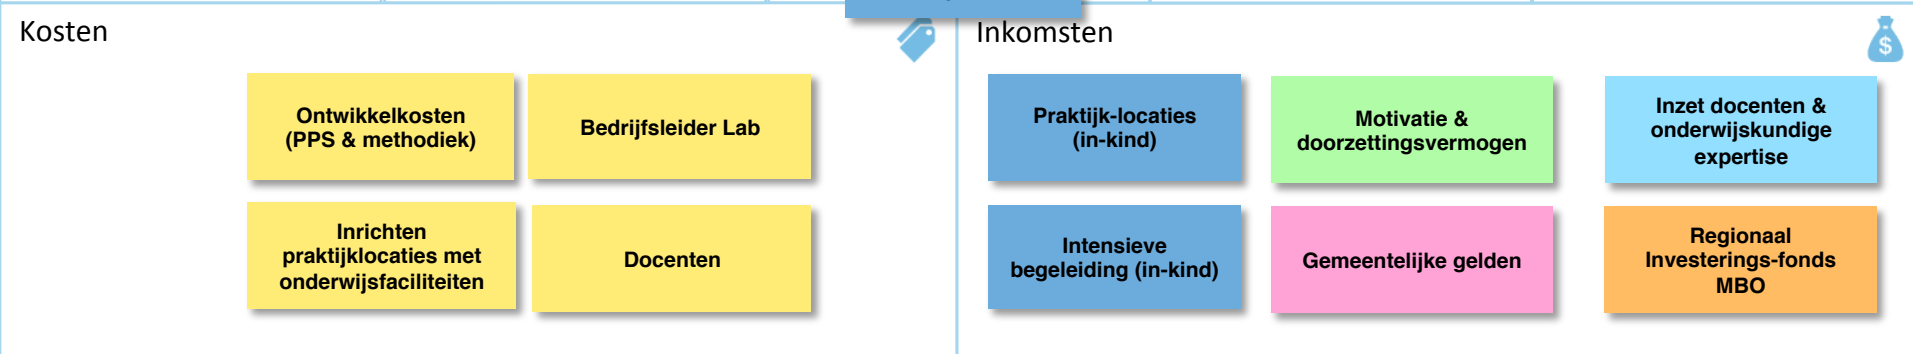 Kosten
Ontwikkelkosten
(PPS & methodiek)
Bedrijfsleider Lab
Inrichten
praktijklocaties met
onderwijsfaciliteiten
Docenten
Inkomsten
$
Praktijk-locaties
(in-kind)
Motivatie &
doorzettingsvermogen
Inzet docenten &
onderwijskundige
expertise
Intensieve
begeleiding (in-kind)
Gemeentelijke gelden
Regionaal
Investerings-fonds
MBO